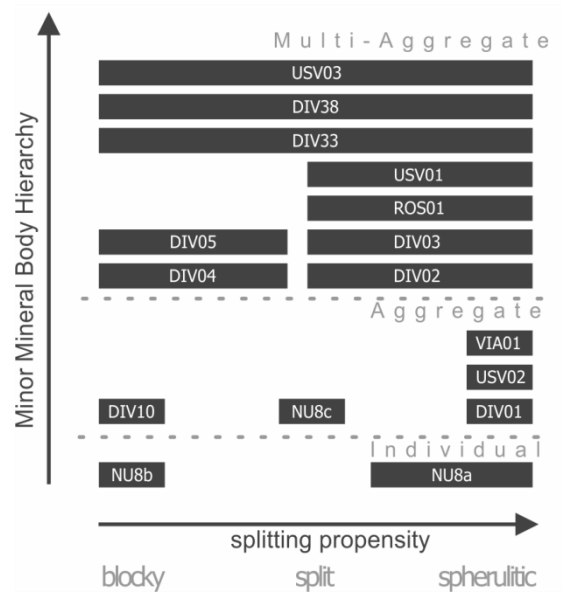 Multi-Aggregate
USV03
DIV38
DIV33
USV01
ROS01
DIV05 DIV03
DIV04 DIV02
Aggregate
VIA01
USV02
DIV10 NU8c DIV01
Individual
NU8b NU8a
Minor Mineral Body Hierarchy
splitting propensity
blocky split spherulitic